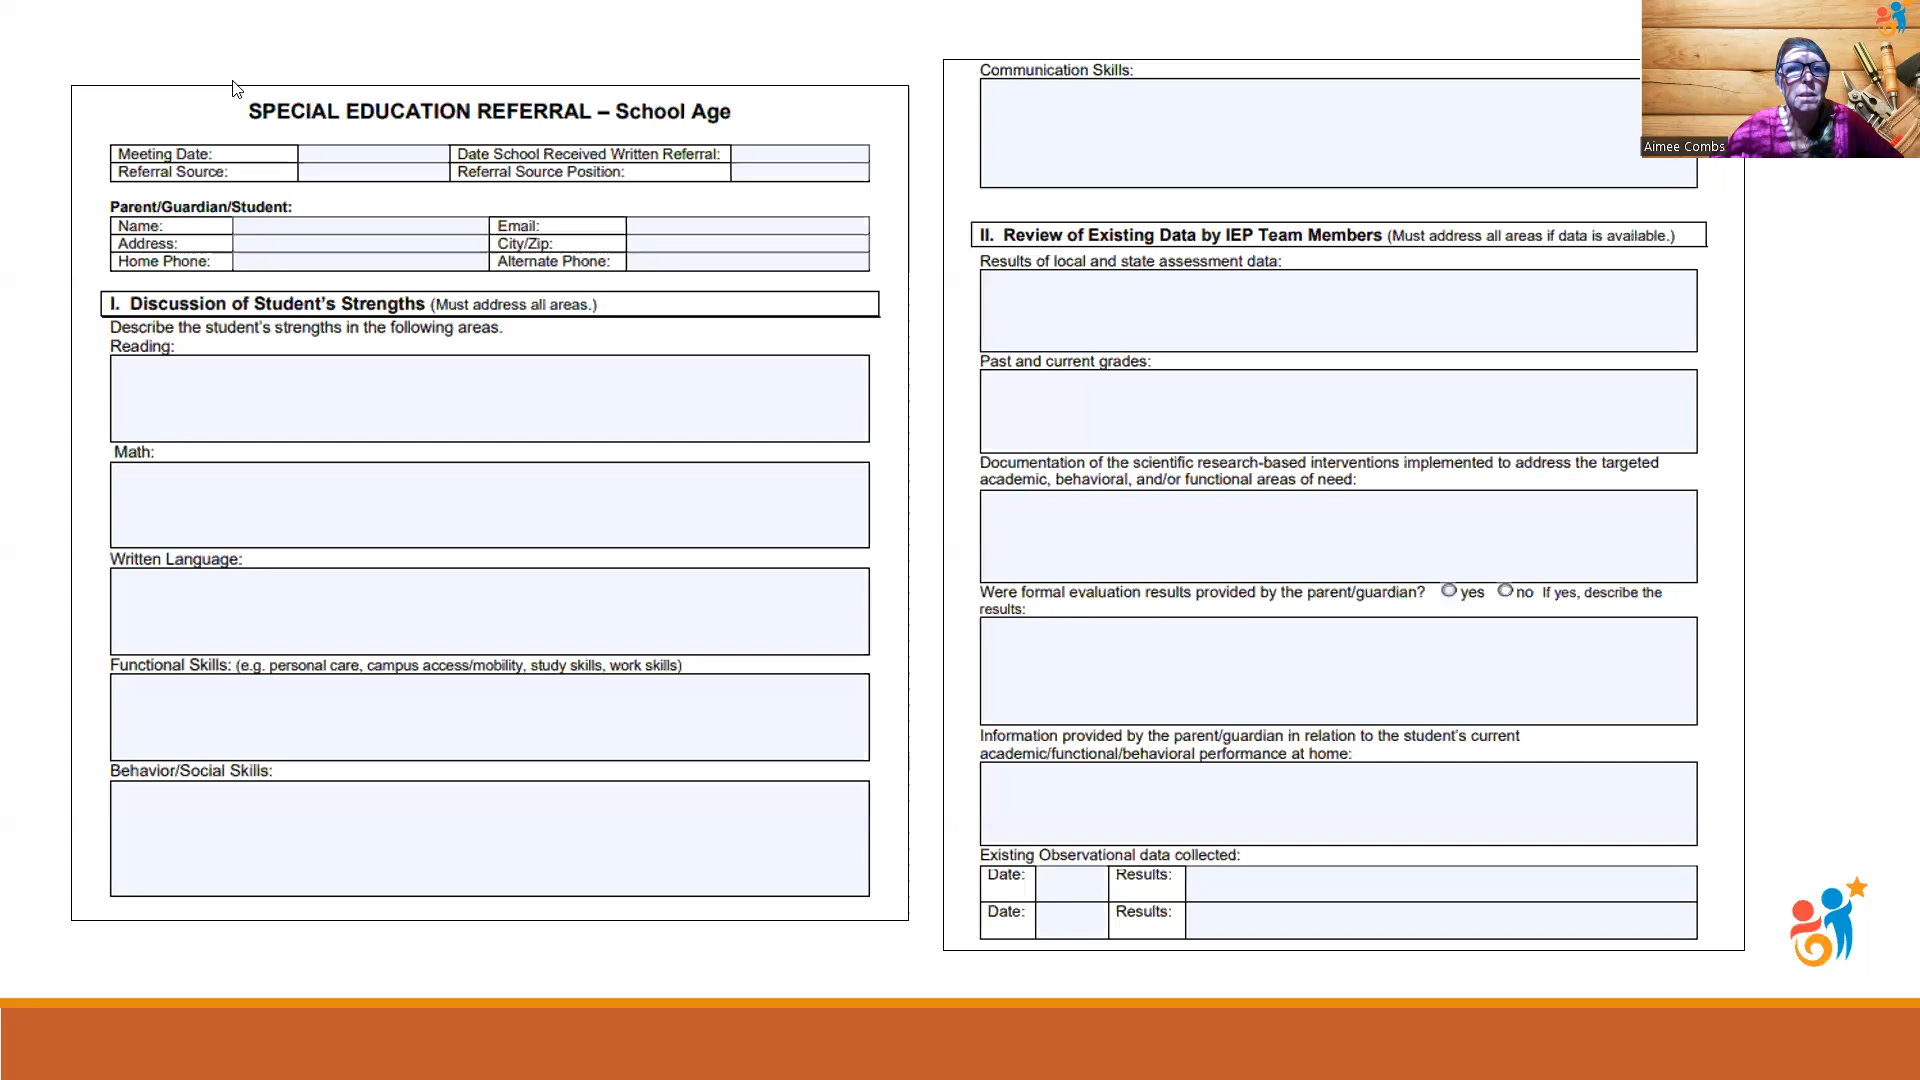 SPECIAL EDUCATION REFERRAL – School Age
Meeting Date:
Date School Received Written Referral:
Referral Source:
Referral Source Position:
Parent/Guardian/Student:
Name:
Email:
Address:
City/Zip:
Home Phone:
Alternate Phone:
I. Discussion of Student's Strengths (Must address all areas.)
Describe the student's strengths in the following areas.
Reading:
Math:
Written Language:
Functional Skills: (e.g. personal care, campus access/mobility, study skills, work skills)
Behavior/Social Skills:
Communication Skills:
II. Review of Existing Data by IEP Team Members (Must address all areas if data is available.)
Results of local and state assessment data:
Past and current grades:
Documentation of the scientific research-based interventions implemented to address the targeted
academic, behavioral, and/or functional areas of need:
Were formal evaluation results provided by the parent/guardian? yes no If yes, describe the
results:
Information provided by the parent/guardian in relation to the student's current
academic/functional/behavioral performance at home:
Existing Observational data collected:
Date:
Results:
Date:
Results:
Aimee Combs